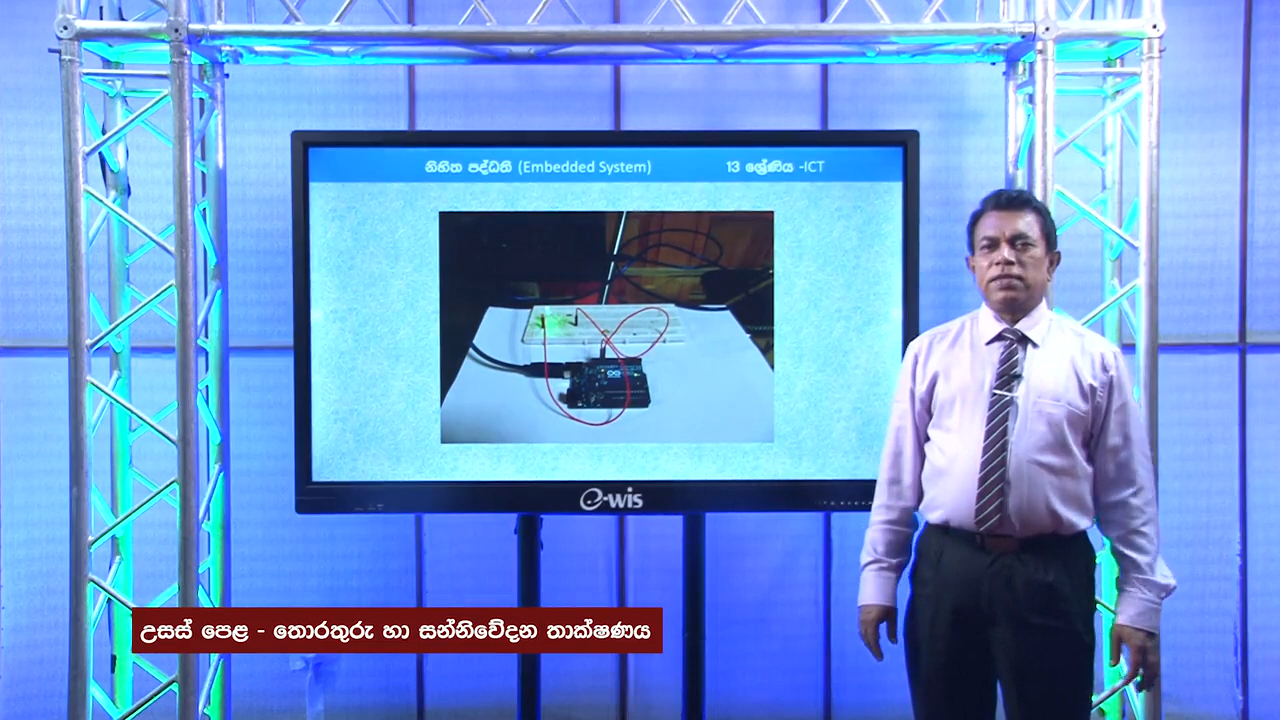 නිහිත පද්ධති (Embedded System) 13 ශ්‍රේණිය -ICT
e-wis
උසස් පෙළ - තොරතුරු හා සන්නිවේදන තාක්ෂණය